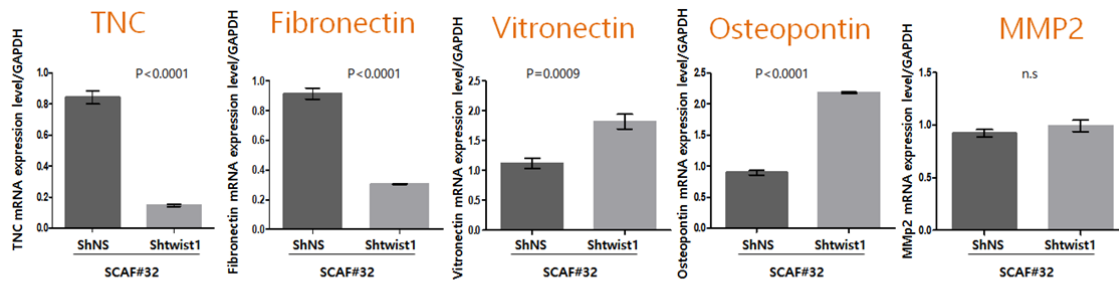 TNC
TNC mRNA expression level/GAPDH
P<0.0001
1.0
0.8
0.6
0.4
0.2
0.0
ShNS Shtwist1
SCAF#32
Fibronectin
Fibronectin mRNA expression level/GAPDH
P<0.0001
1.0
0.8
0.6
0.4
0.2
0.0
ShNS Shtwist1
SCAF#32
Vitronectin
Vitronectin mRNA expression level/GAPDH
P=0.0009
2.5
2.0
1.5
1.0
0.5
0.0
ShNS Shtwist1
SCAF#32
Osteopontin
Osteopontin mRNA expression level/GAPDH
P<0.0001
2.5
2.0
1.5
1.0
0.5
0.0
ShNS Shtwist1
SCAF#32
MMP2
MMp2 mRNA expression level/GAPDH
n.s
1.5
1.0
0.5
0.0
ShNS Shtwist1
SCAF#32